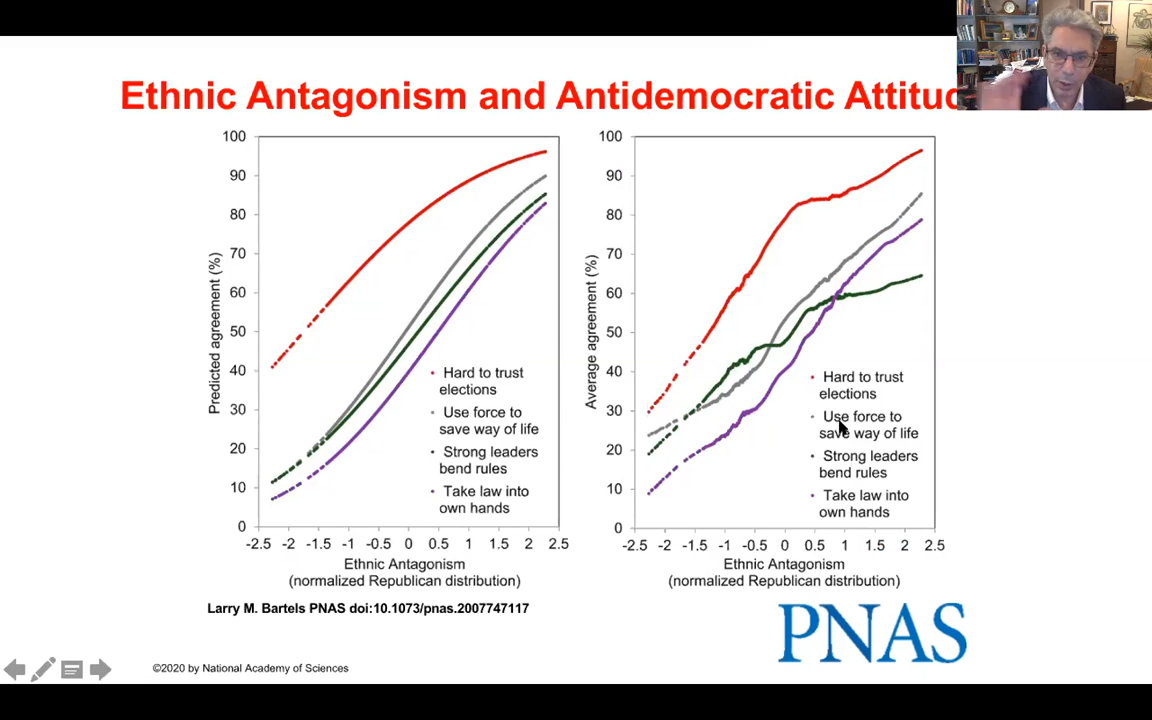 Ethnic Antagonism and Antidemocratic
100
90
80
70
60
50
40
30
20
10
0
Predicted agreement (%)
Hard to trust
elections
Use force to
save way of life
Strong leaders
bend rules
Take law into
own hands
-2.5 -2 -1.5 -1 -0.5 0 0.5 1 1.5 2 2.5
Ethnic Antagonism
(normalized Republican distribution)
100
90
80
70
60
50
40
30
20
10
0
Average agreement (%)
Hard to trust
elections
Use force to
save way of life
Strong leaders
bend rules
Take law into
own hands
-2.5 -2 -1.5 -1 -0.5 0 0.5 1 1.5 2 2.5
Ethnic Antagonism
(normalized Republican distribution)
Larry M. Bartels PNAS doi:10.1073/pnas.2007747117
PNAS
©2020 by National Academy of Sciences